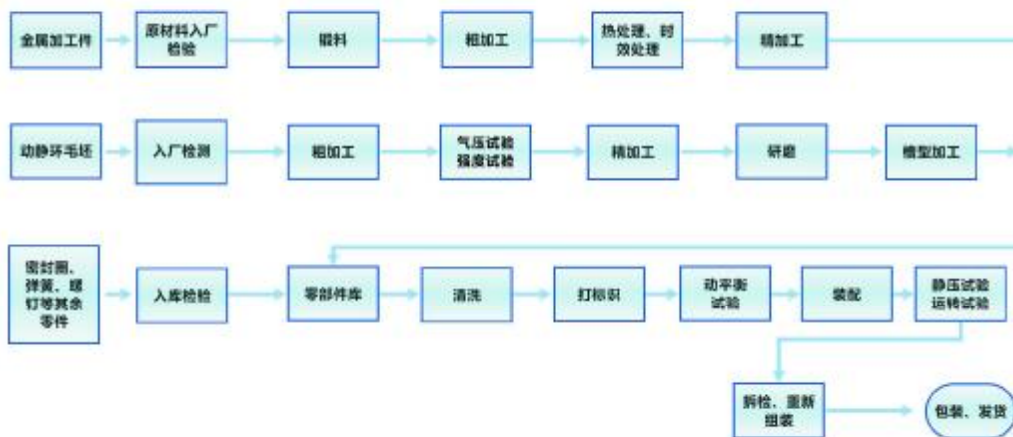 金属加工件
原材料入厂
检验
锻料
粗加工
热处理、时
效处理
精加工
动静环毛坯
入厂检测
粗加工
气压试验
强度试验
精加工
研磨
槽型加工
密封圈、
弹簧、螺
钉等其余
零件
入库检验
零部件库
清洗
打标识
动平衡
试验
装配
静压试验
运转试验
拆检、重新
组装
包装、发货